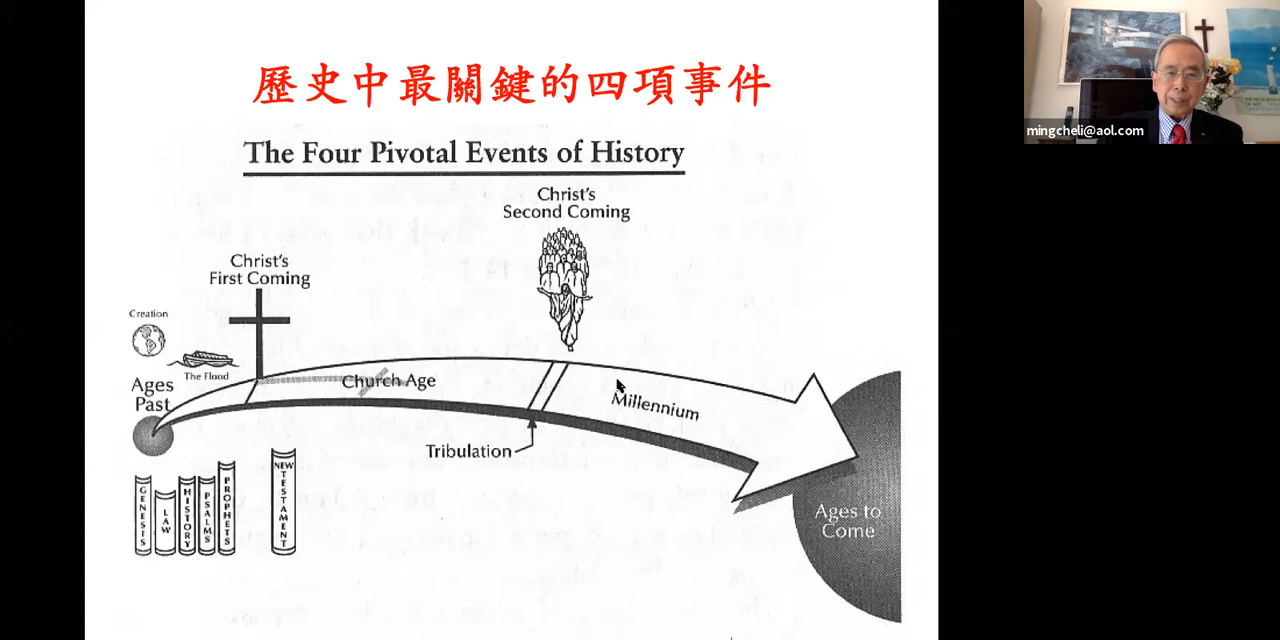 歷史中最關鍵的四項事件
The Four Pivotal Events of History
Christ's
Second Coming
Christ's
First Coming
Creation
The Flood
Ages
Past
Church Age
Millennium
Tribulation
GENESIS
LAW
HISTORY
PSALMS
PROPHETS
NEW TESTAMENT
Ages to
Come
mingcheli@aol.com